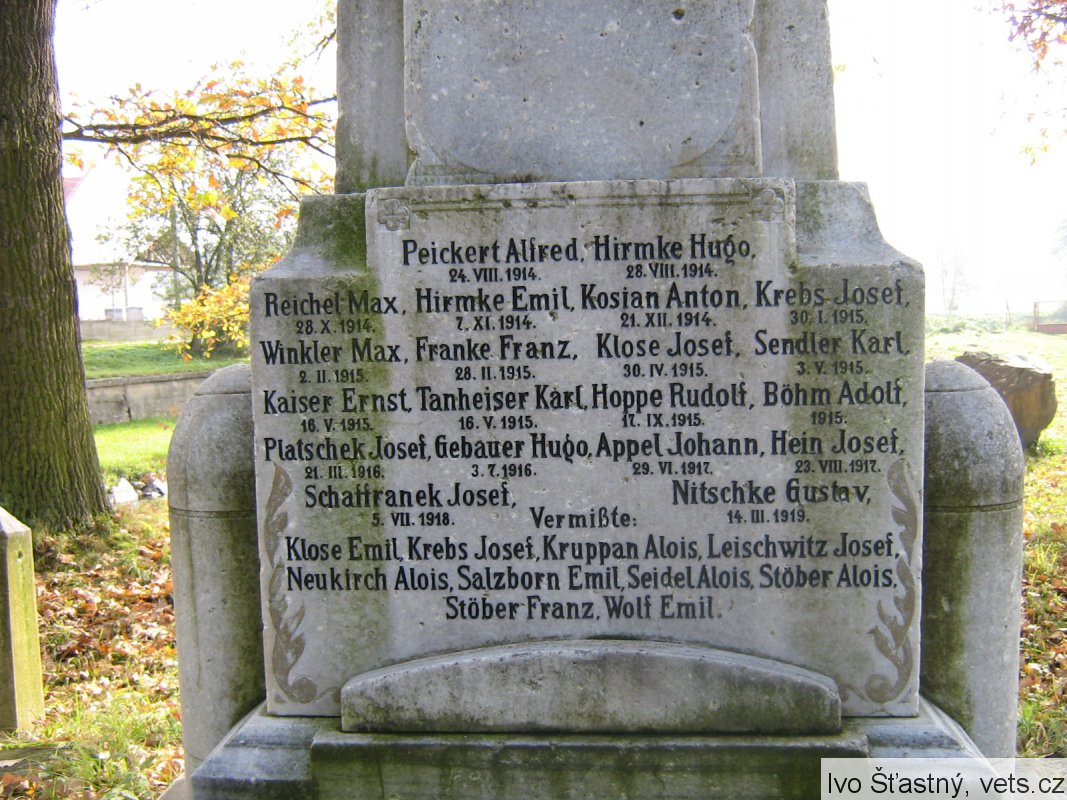 Peickert Alfred, Hirmke Hugo,
24. VIII. 1914. 28. VIII. 1914.
Reichel Max, Hirmke Emil, Kosian Anton, Krebs Josef,
28. X. 1914. 7. XI. 1914. 21. XII. 1914. 30. I. 1915.
Winkler Max, Franke Franz, Klose Josef, Sendler Karl,
2. II. 1915. 28. II. 1915. 30. IV. 1915. 3. V. 1915.
Kaiser Ernst, Tanheiser Karl, Hoppe Rudolf, Böhm Adolf,
16. V. 1915. 16. V. 1915. 17. IX. 1915. 1915.
Platschek Josef, Gebauer Hugo, Appel Johann, Hein Josef,
21. III. 1916. 3. 7. 1916. 29. VI. 1917. 23. VIII. 1917.
Schaffranek Josef, Nitschke Gustav,
5. VII. 1918. Vermißte: 14. III. 1919.
Klose Emil, Krebs Josef, Kruppan Alois, Leischwitz Josef,
Neukirch Alois, Salzborn Emil, Seidel Alois, Stöber Alois,
Stöber Franz, Wolf Emil.
Ivo Šťastný, vets.cz